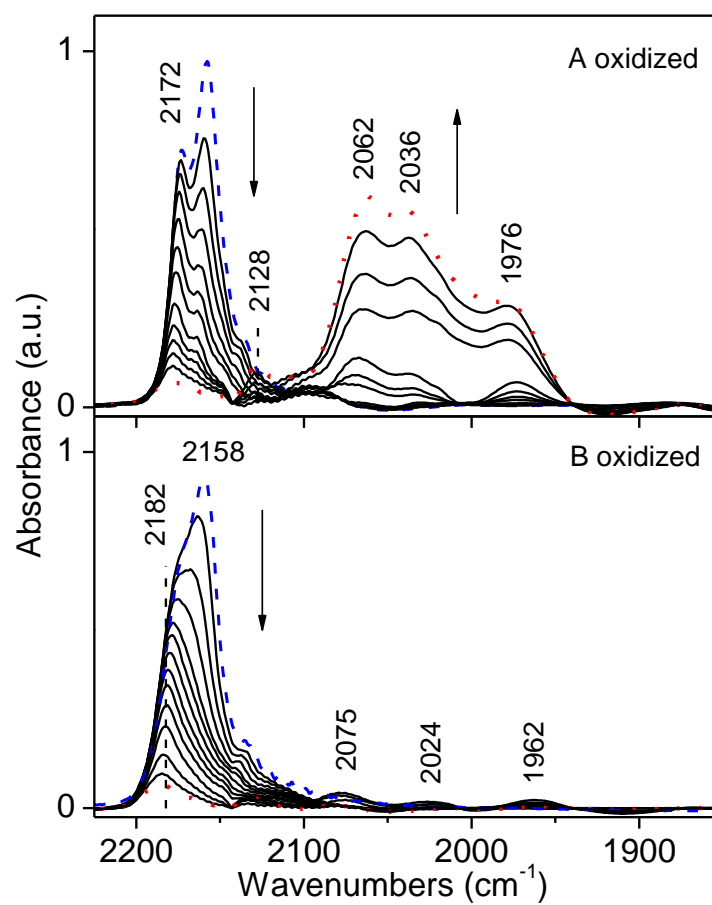 1
A oxidized
2172
2062
2036
2128
1976
0
Absorbance (a.u.)
1
2158
B oxidized
2182
2075
2024
1962
0
2200 2100 2000 1900
Wavenumbers (cm⁻¹)